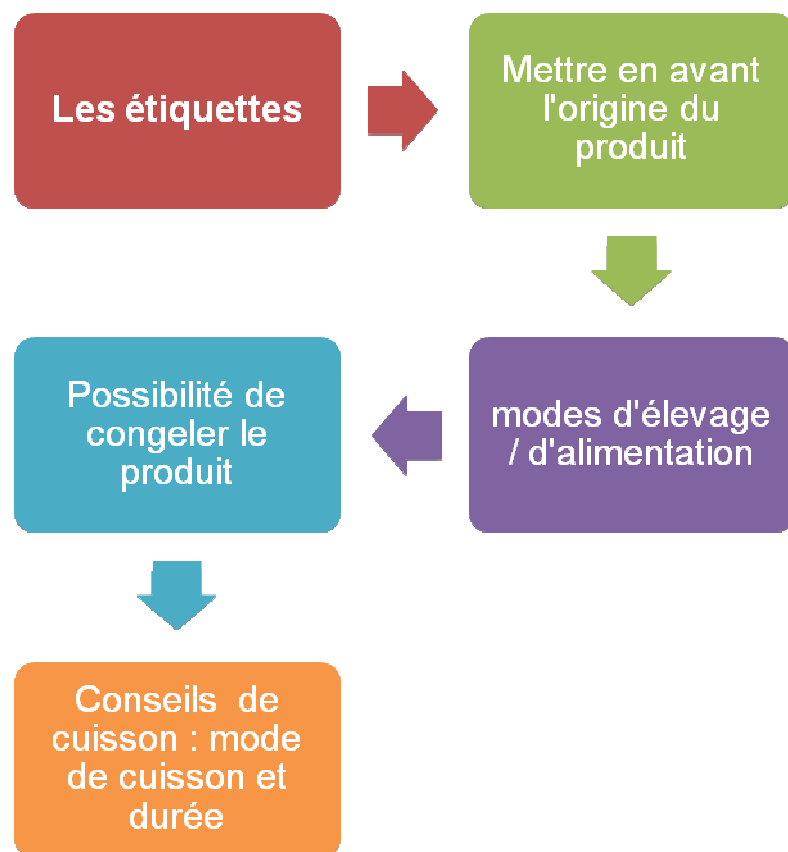 Les étiquettes
Mettre en avant
l'origine du
produit
modes d'élevage
/ d'alimentation
Possibilité de
congeler le
produit
Conseils de
cuisson : mode
de cuisson et
durée